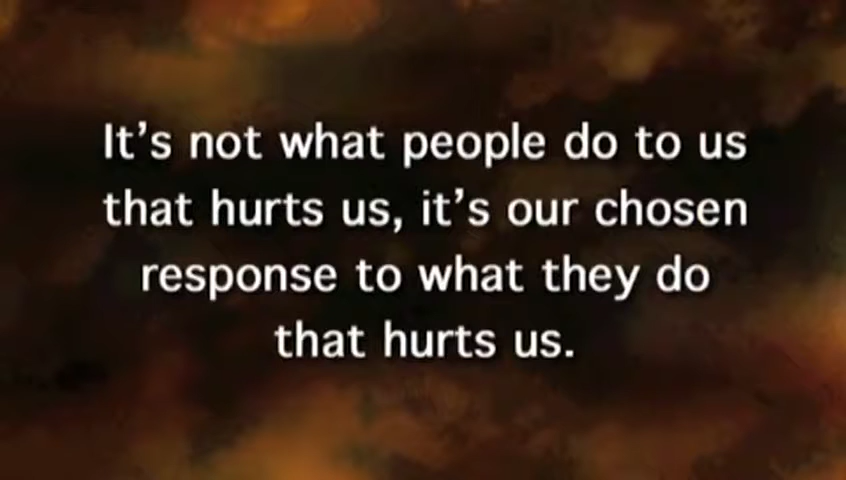 It’s not what people do to us
that hurts us, it’s our chosen
response to what they do
that hurts us.